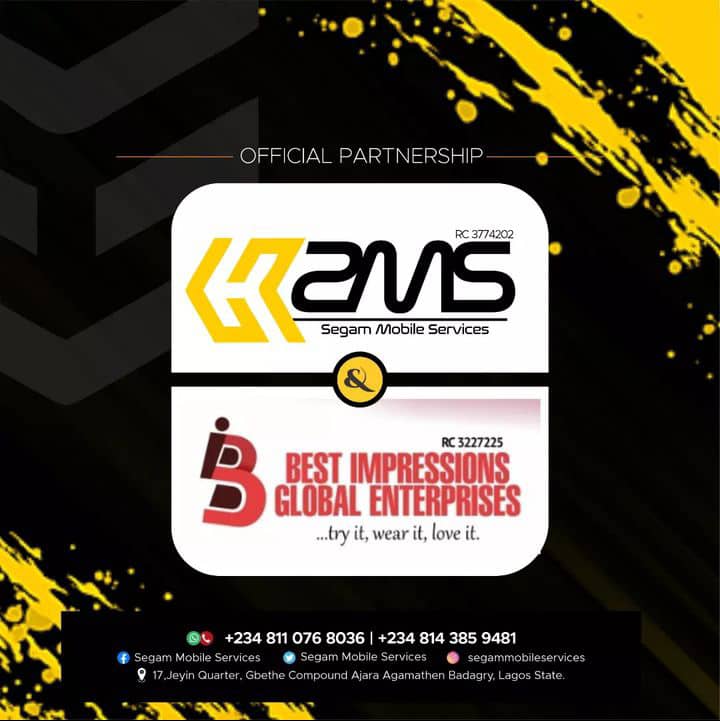 OFFICIAL PARTNERSHIP
RC 3774202
SMS
Segam Mobile Services
&
RC 3227225
iB
BEST IMPRESSIONS
GLOBAL ENTERPRISES
...try it, wear it, love it.
+234 811 076 8036 | +234 814 385 9481
Segam Mobile Services Segam Mobile Services segammobileservices
17,Jeyin Quarter, Gbethe Compound Ajara Agamathen Badagry, Lagos State.